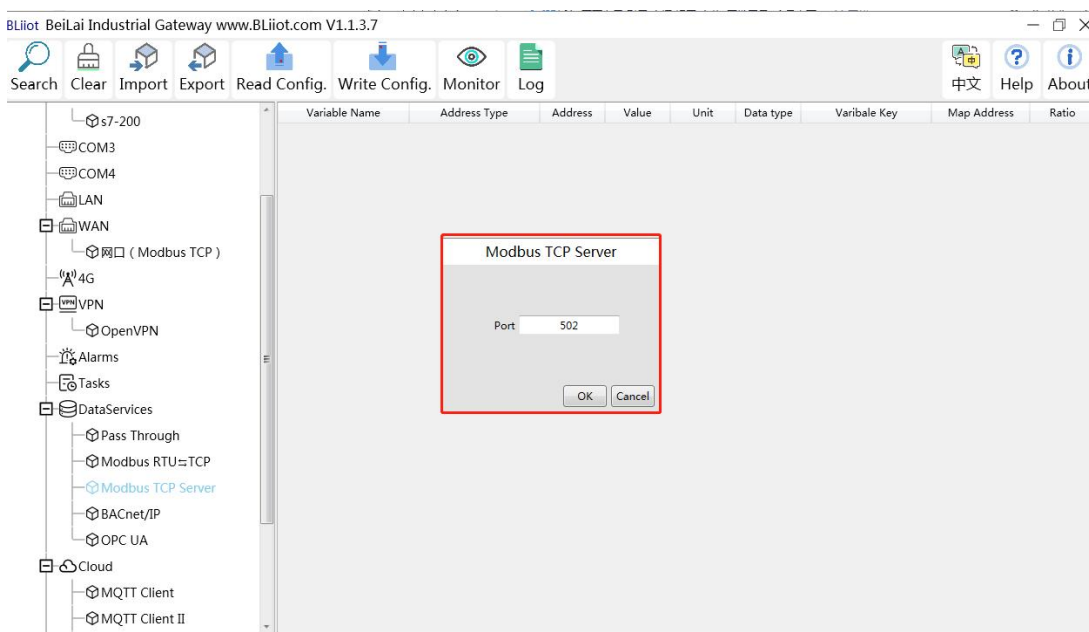 BLiiot BeiLai Industrial Gateway www.BLiiot.com V1.1.3.7
Search Clear Import Export Read Config. Write Config. Monitor Log 中文 Help About
Variable Name Address Type Address Value Unit Data type Varibale Key Map Address Ratio
s7-200
COM3
COM4
LAN
WAN
网口 ( Modbus TCP )
4G
VPN VPN
OpenVPN
Alarms
Tasks
DataServices
Pass Through
Modbus RTU⇆TCP
Modbus TCP Server
BACnet/IP
OPC UA
Cloud
MQTT Client
MQTT Client II
Modbus TCP Server
Port 502
OK Cancel